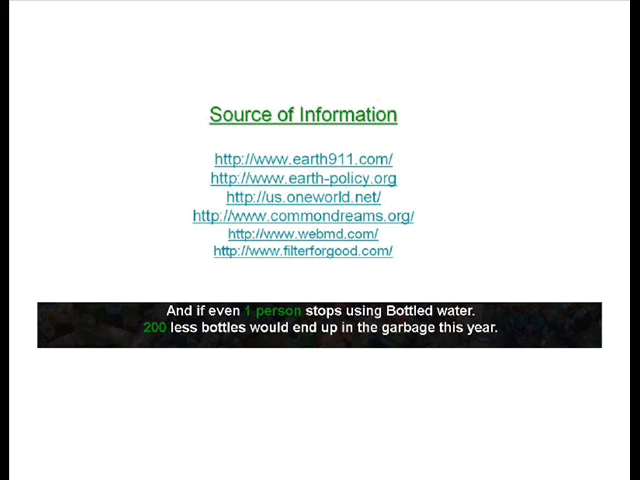 Source of Information
http://www.earth911.com/
http://www.earth-policy.org
http://us.oneworld.net/
http://www.commondreams.org/
http://www.webmd.com/
http://www.filterforgood.com/
And if even 1 person stops using Bottled water.
200 less bottles would end up in the garbage this year.